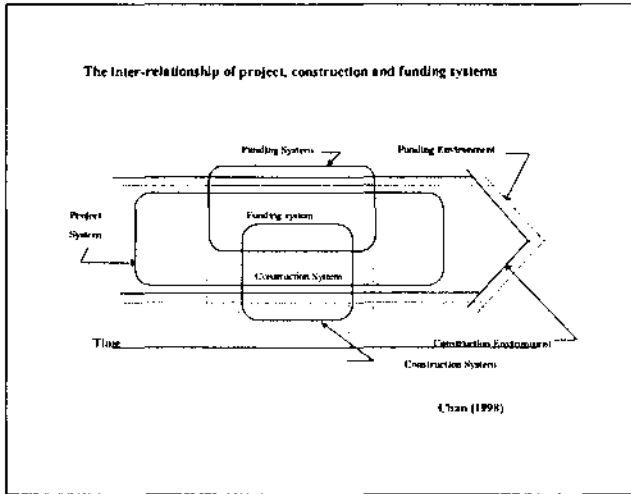 The Inter-relationship of project, construction and funding systems
Funding System
Funding Environment
Project
System
Funding system
Construction System
Time
Construction Environment
Construction System
Chan (1998)